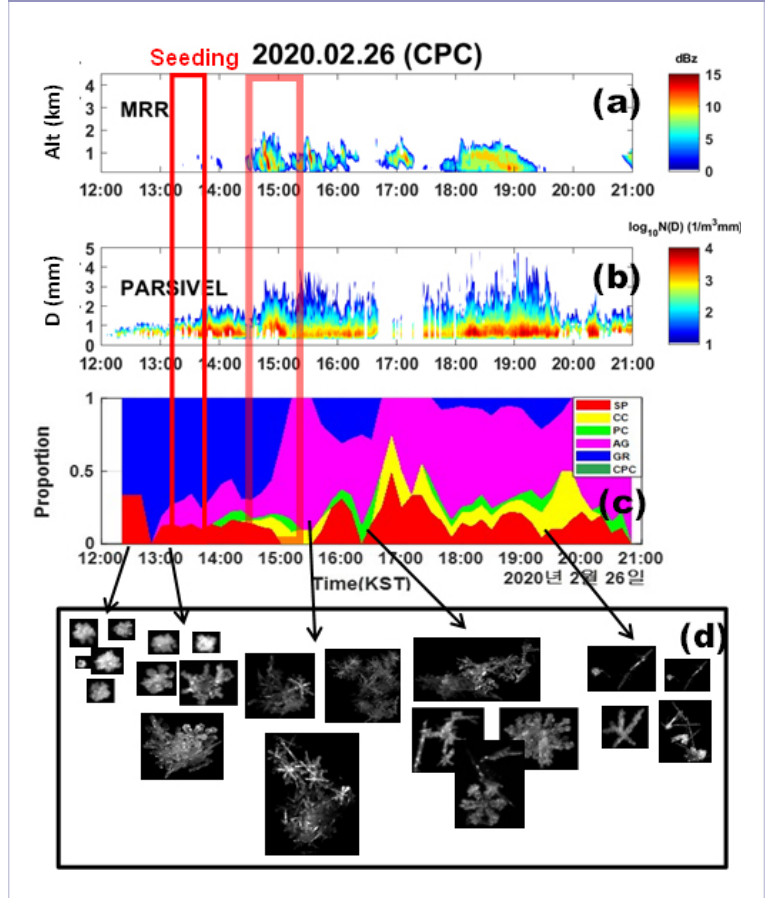 Seeding 2020.02.26 (CPC)
dBz
MRR
(a)
Alt (km)
4
3
2
1
15
10
5
0
12:00 13:00 14:00 15:00 16:00 17:00 18:00 19:00 20:00 21:00
log10N(D) (1/m³mm)
PARSIVEL
(b)
D (mm)
5
4
3
2
1
0
4
3
2
1
12:00 13:00 14:00 15:00 16:00 17:00 18:00 19:00 20:00 21:00
Proportion
1
0.5
0
SP
CC
PC
AG
GR
CPC
(c)
12:00 13:00 14:00 15:00 16:00 17:00 18:00 19:00 20:00 21:00
Time(KST)
2020년 2월 26일
(d)